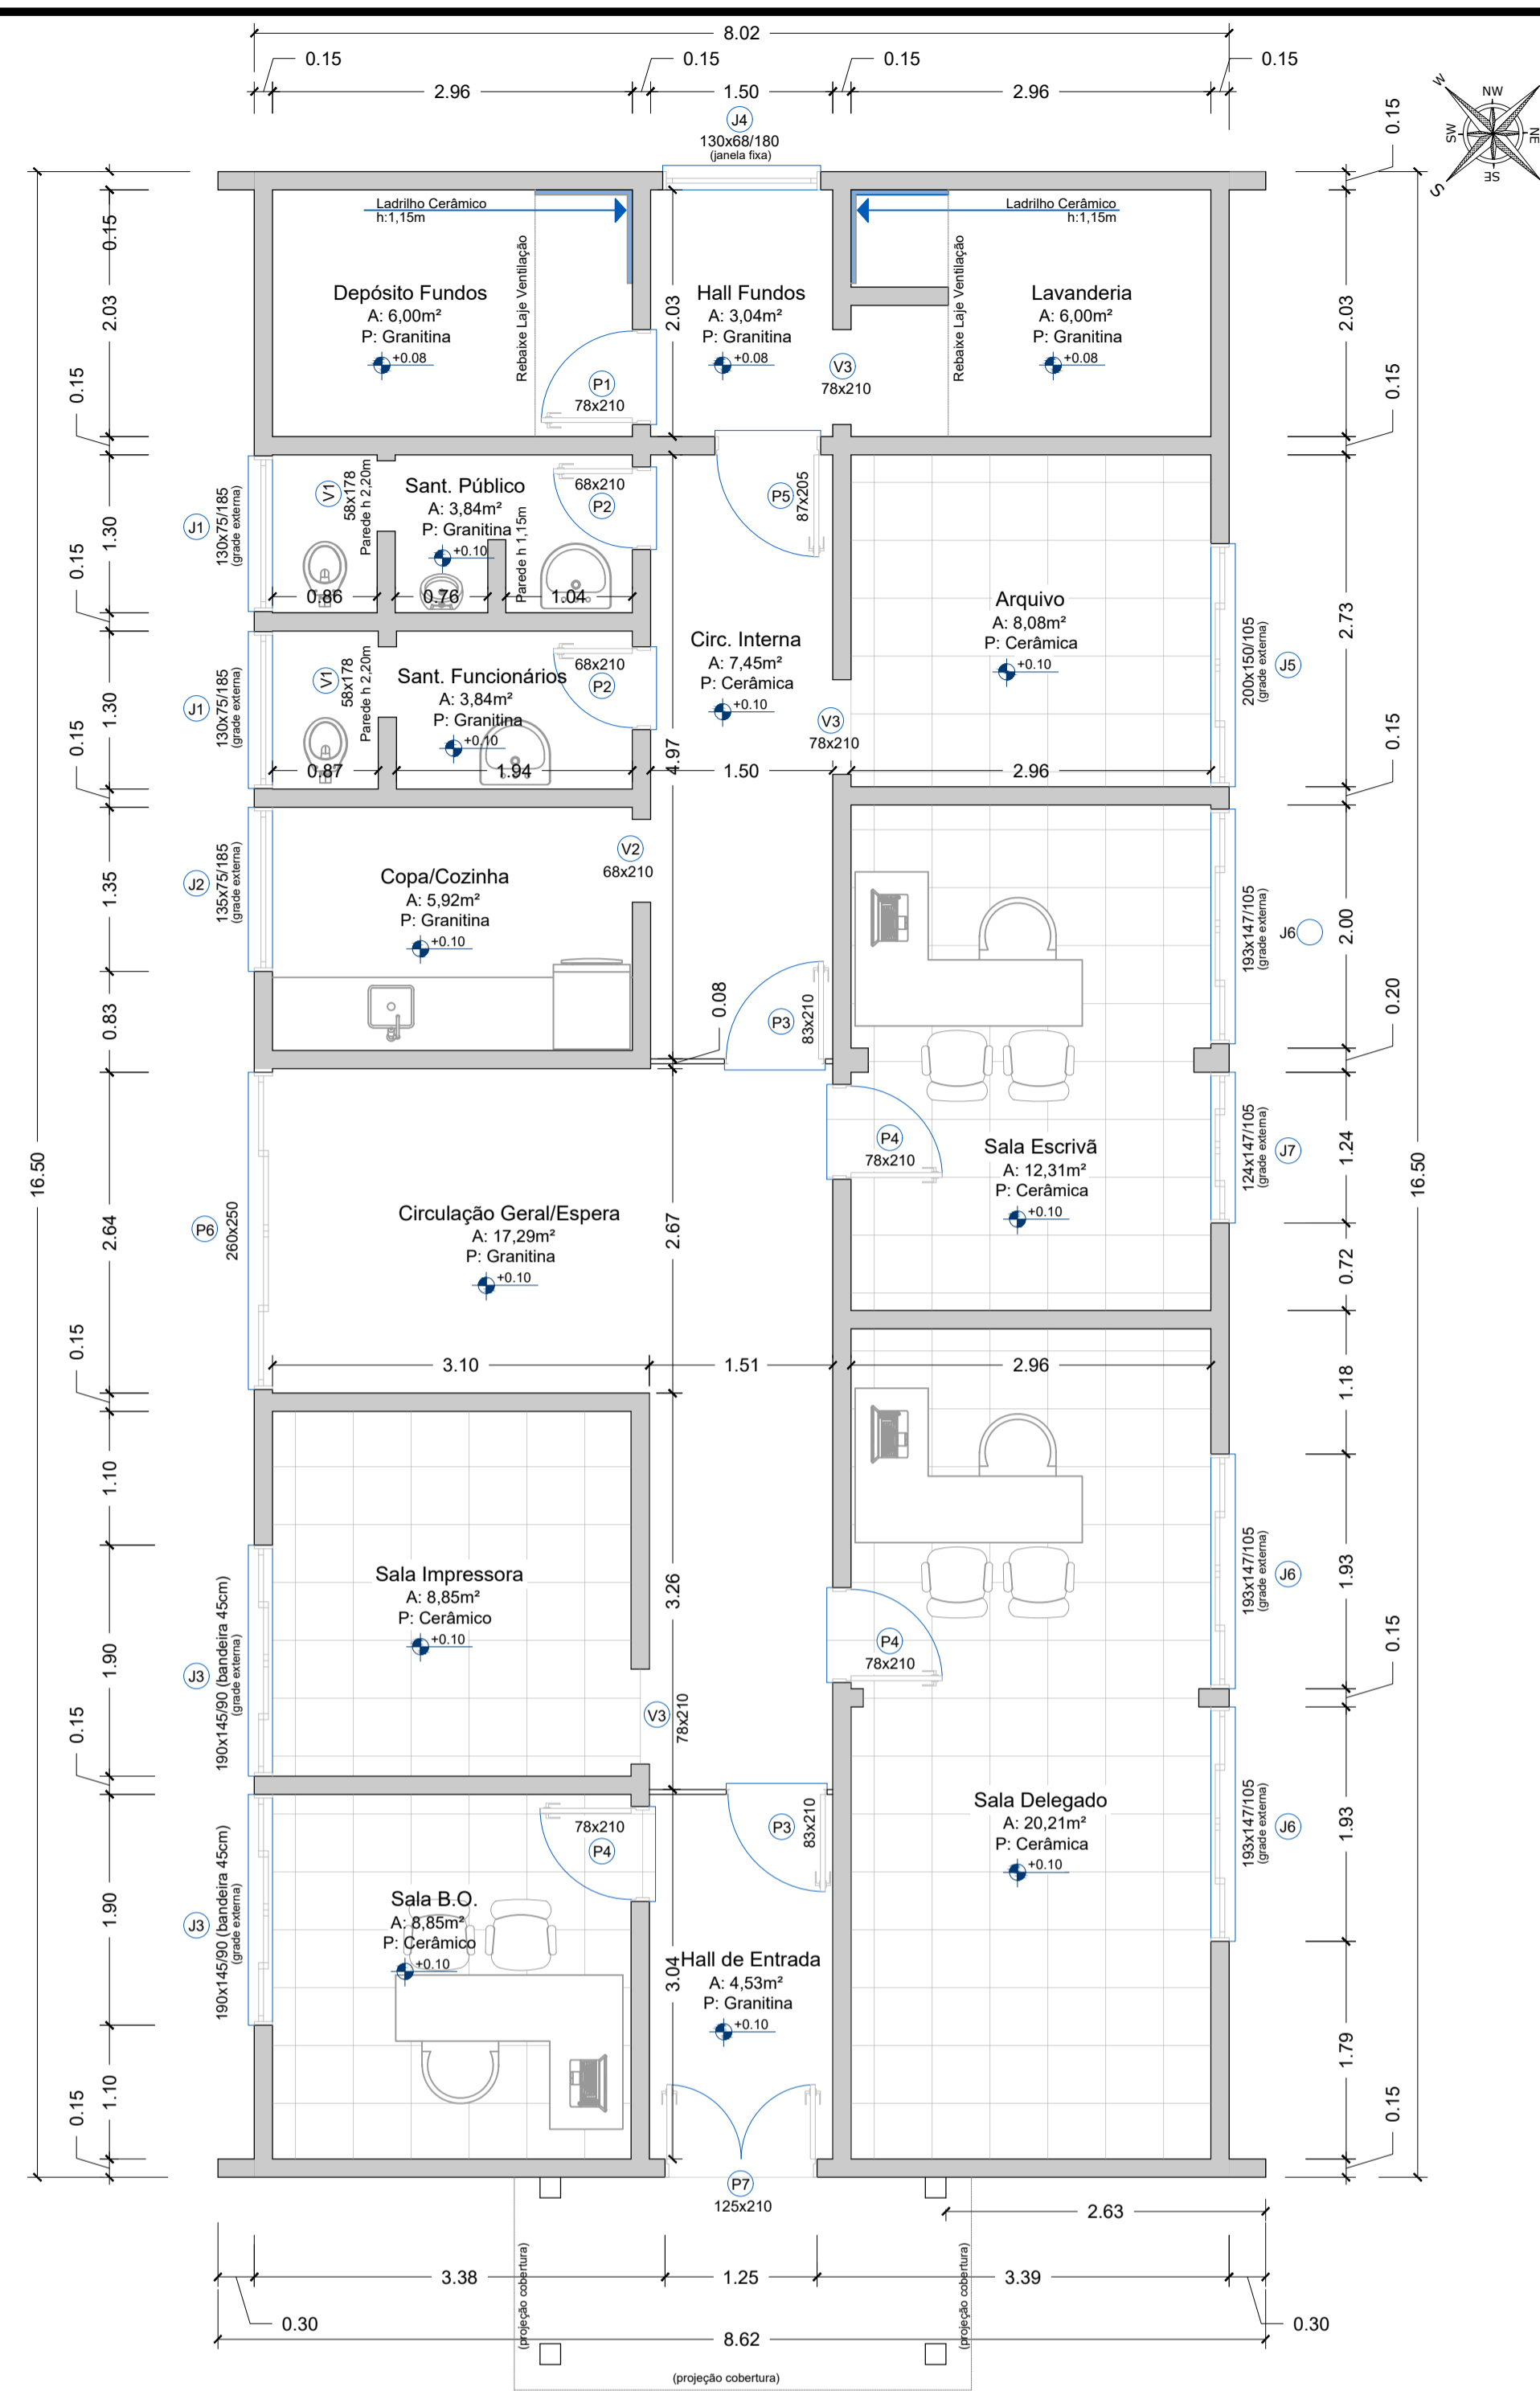 8.02
0.15
0.15
0.15
0.15
2.96
1.50
2.96
J4
130x68/180
(janela fixa)
W
NW
SW
NE
S
SE
0.15
0.15
Ladrilho Cerâmico
h:1,15m
Ladrilho Cerâmico
h:1,15m
Rebaixe Laje Ventilação
Rebaixe Laje Ventilação
Depósito Fundos
A: 6,00m²
P: Granitina
+0.08
Hall Fundos
A: 3,04m²
P: Granitina
+0.08
Lavanderia
A: 6,00m²
P: Granitina
+0.08
2.03
2.03
2.03
P1
78x210
V3
78x210
0.15
0.15
J1
130x75/185
(grade externa)
1.30
V1
58x178
Parede h 2,20m
Sant. Público
A: 3,84m²
P: Granitina
+0.10
Parede h 1,15m
68x210
P2
P5
87x205
0.86
0.76
1.04
0.15
Arquivo
A: 8,08m²
P: Cerâmica
+0.10
2.73
200x150/105
(grade externa)
J5
J1
130x75/185
(grade externa)
1.30
V1
58x178
Parede h 2,20m
Sant. Funcionários
A: 3,84m²
P: Granitina
+0.10
68x210
P2
Circ. Interna
A: 7,45m²
P: Cerâmica
+0.10
V3
78x210
0.87
1.94
4.97
1.50
2.96
0.15
0.15
J2
135x75/185
(grade externa)
1.35
Copa/Cozinha
A: 5,92m²
P: Granitina
+0.10
V2
68x210
193x147/105
(grade externa)
J6
2.00
0.83
0.08
P3
83x210
0.20
16.50
16.50
P6
260x250
2.64
Circulação Geral/Espera
A: 17,29m²
P: Granitina
+0.10
2.67
P4
78x210
Sala Escrivã
A: 12,31m²
P: Cerâmica
+0.10
124x147/105
(grade externa)
J7
1.24
0.72
0.15
3.10
1.51
2.96
1.18
1.10
Sala Impressora
A: 8,85m²
P: Cerâmico
+0.10
3.26
193x147/105
(grade externa)
J6
1.93
J3
190x145/90 (bandeira 45cm)
(grade externa)
1.90
P4
78x210
V3
78x210
0.15
0.15
78x210
P4
P3
83x210
Sala Delegado
A: 20,21m²
P: Cerâmica
+0.10
193x147/105
(grade externa)
J6
1.93
J3
190x145/90 (bandeira 45cm)
(grade externa)
1.90
Sala B.O.
A: 8,85m²
P: Cerâmico
+0.10
3.04
Hall de Entrada
A: 4,53m²
P: Granitina
+0.10
1.10
1.79
0.15
0.15
P7
125x210
2.63
3.38
1.25
3.39
(projeção cobertura)
(projeção cobertura)
0.30
0.30
8.62
(projeção cobertura)